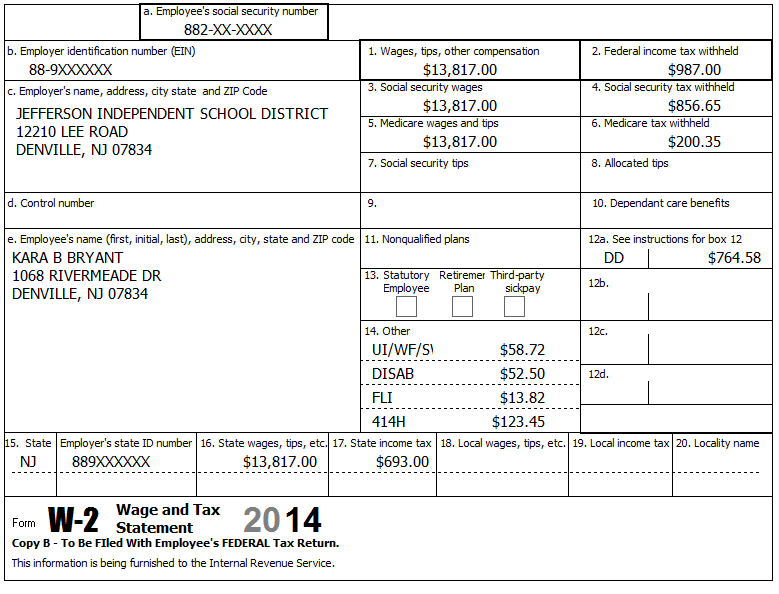 a. Employee's social security number
882-XX-XXXX
b. Employer identification number (EIN)
88-9XXXXXX
1. Wages, tips, other compensation
$13,817.00
2. Federal income tax withheld
$987.00
c. Employer's name, address, city state and ZIP Code
JEFFERSON INDEPENDENT SCHOOL DISTRICT
12210 LEE ROAD
DENVILLE, NJ 07834
3. Social security wages
$13,817.00
4. Social security tax withheld
$856.65
5. Medicare wages and tips
$13,817.00
6. Medicare tax withheld
$200.35
7. Social security tips
8. Allocated tips
d. Control number
9.
10. Dependant care benefits
e. Employee's name (first, initial, last), address, city, state and ZIP code
KARA B BRYANT
1068 RIVERMEADE DR
DENVILLE, NJ 07834
11. Nonqualified plans
12a. See instructions for box 12
DD $764.58
13. Statutory Employee
Retiremer Plan
Third-party sickpay
12b.
14. Other
UI/WF/S\ $58.72
DISAB $52.50
FLI $13.82
414H $123.45
12c.
12d.
15. State Employer's state ID number 16. State wages, tips, etc. 17. State income tax 18. Local wages, tips, etc. 19. Local income tax 20. Locality name
NJ 889XXXXXX $13,817.00 $693.00
Form W-2 Wage and Tax Statement 2014
Copy B - To Be FIled With Employee's FEDERAL Tax Return.
This information is being furnished to the Internal Revenue Service.